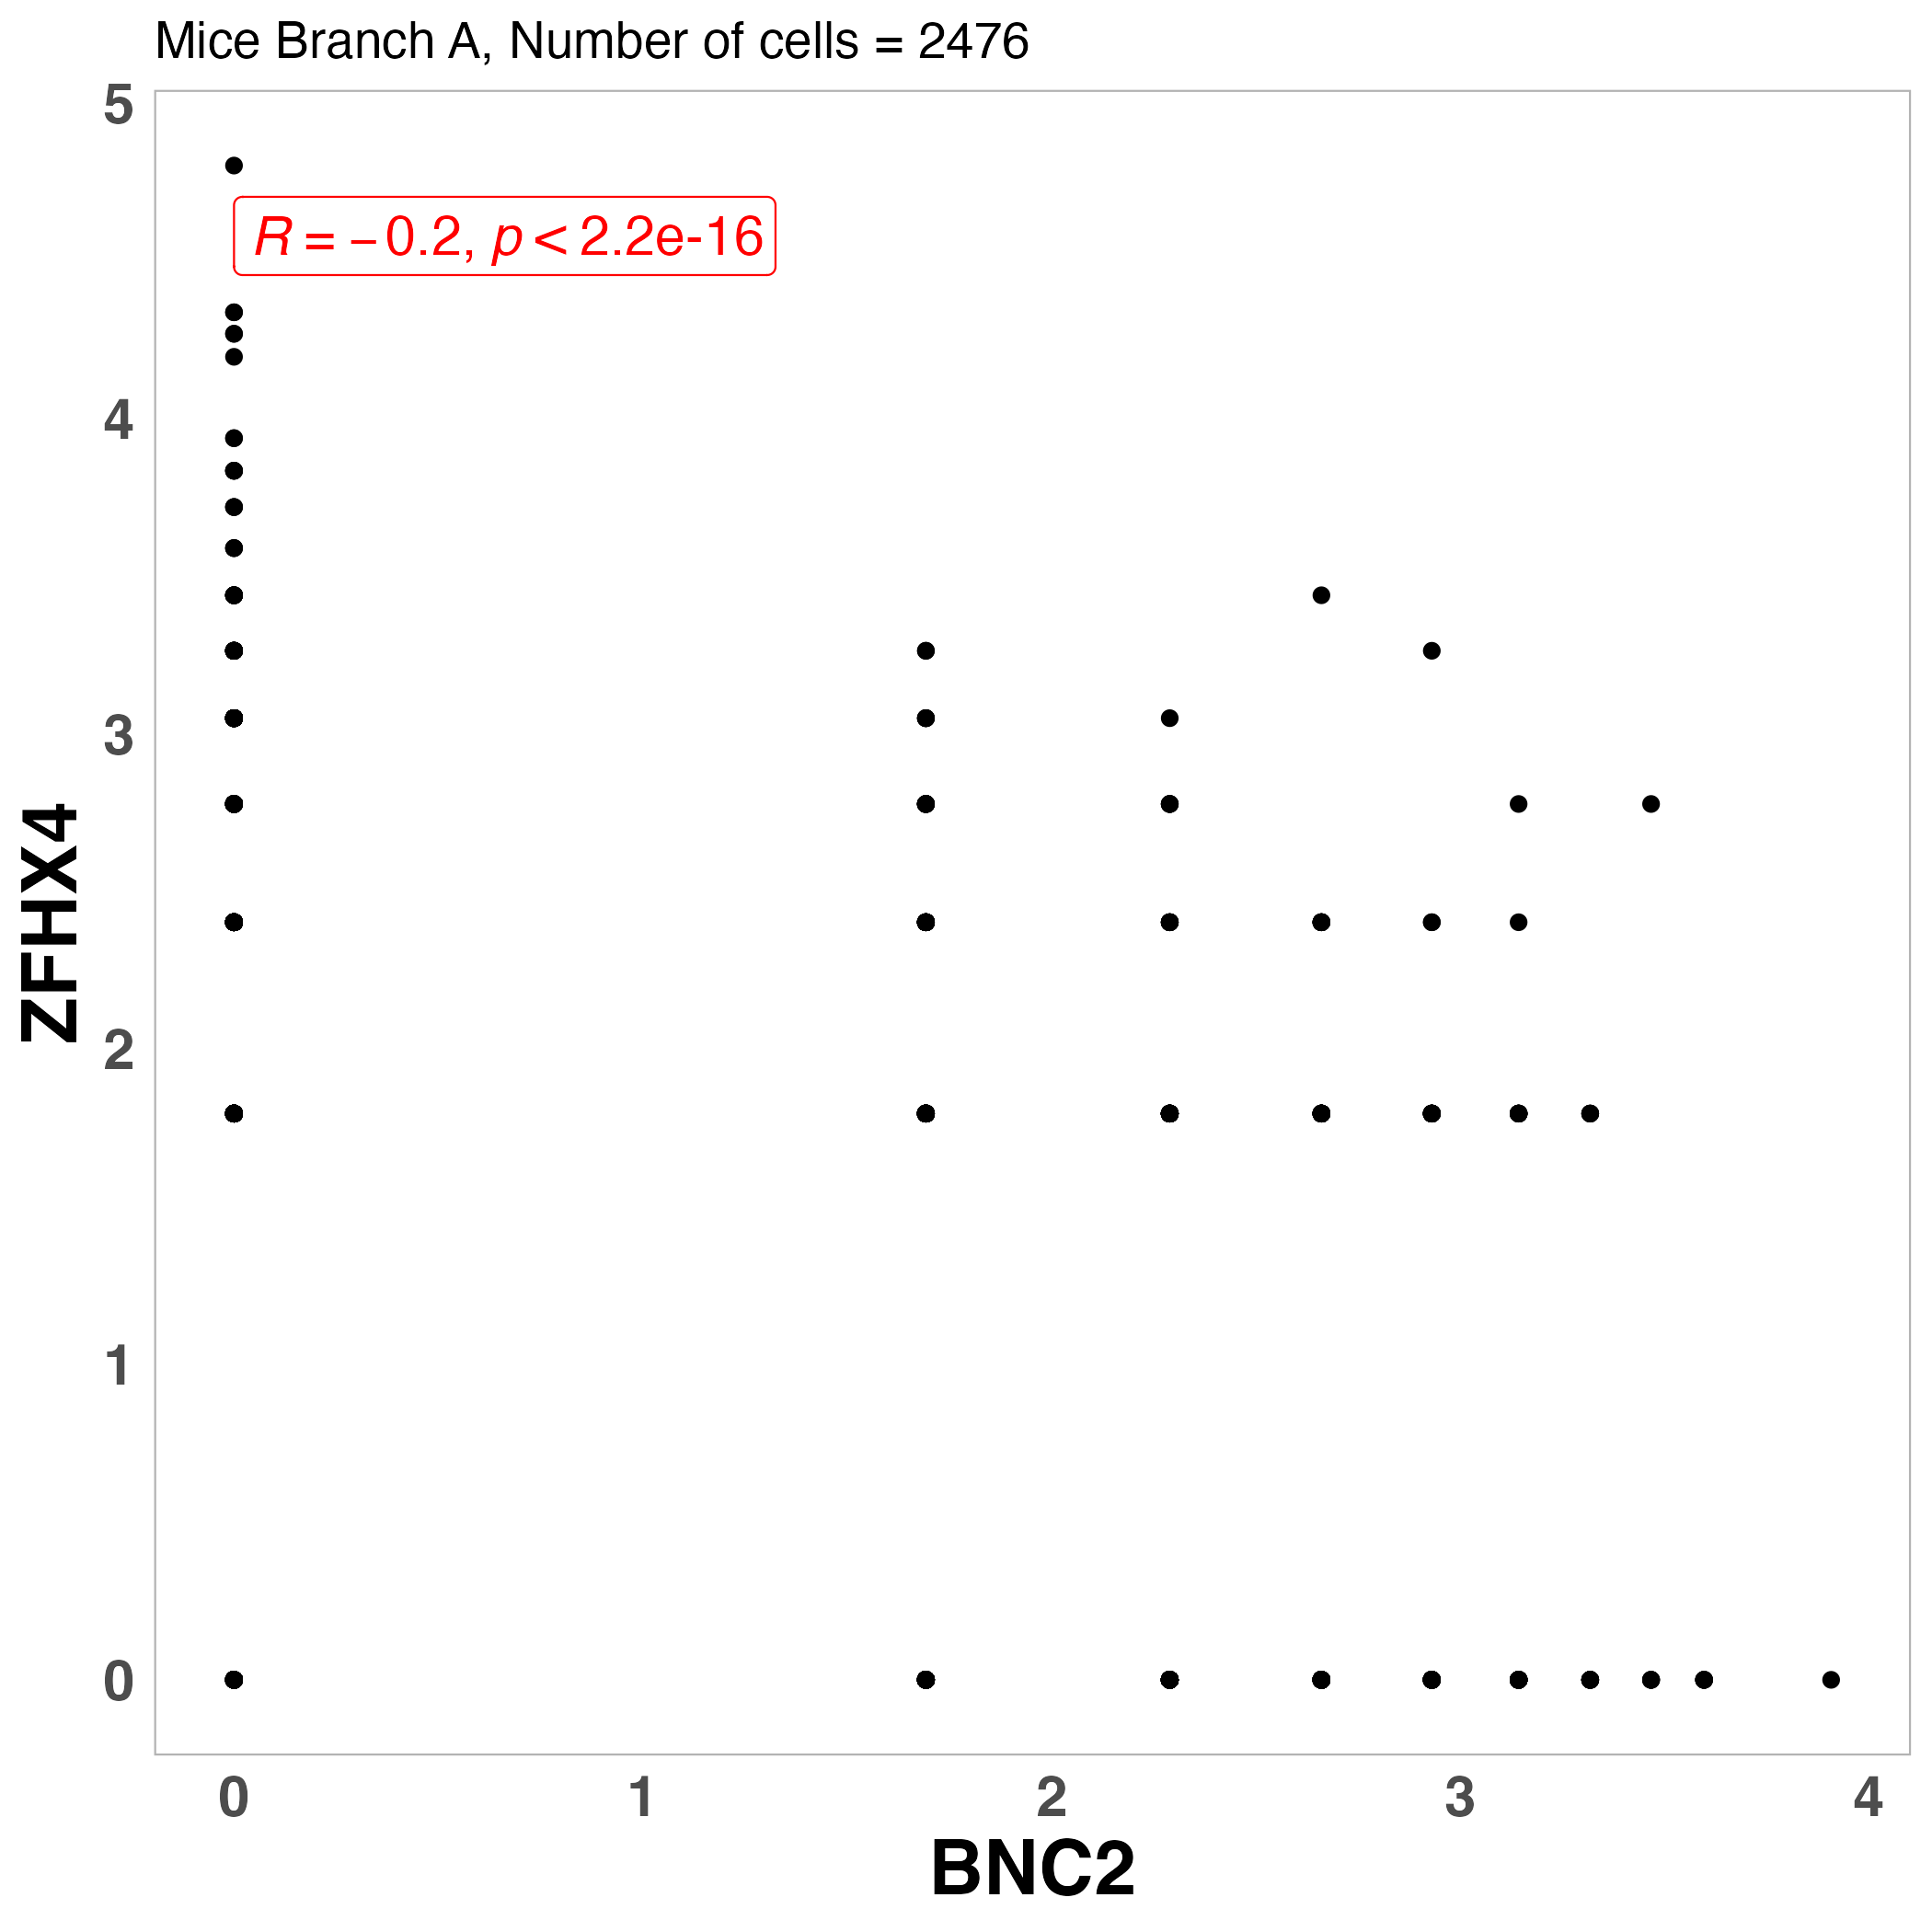 Mice Branch A, Number of cells = 2476
5
R = −0.2, p < 2.2e-16
4
3
ZFHX4
2
1
0
0 1 2 3 4
BNC2